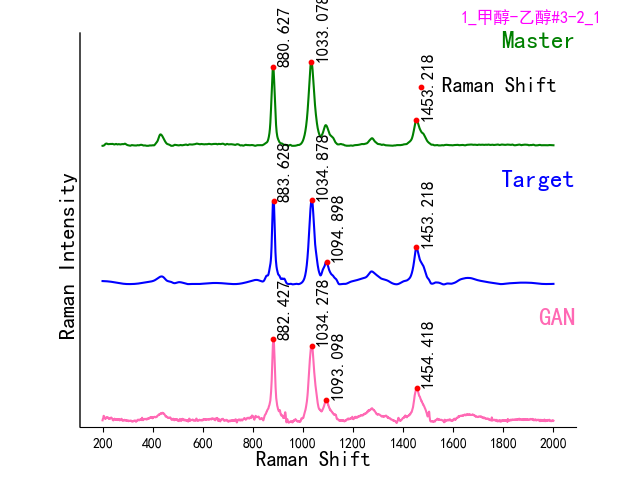 1_甲醇-乙醇#3-2_1
Master
880.627
1033.078
1453.218
Raman Shift
Target
883.628
1034.878
1094.898
1453.218
GAN
882.427
1034.278
1093.098
1454.418
Raman Intensity
200 400 600 800 1000 1200 1400 1600 1800 2000
Raman Shift